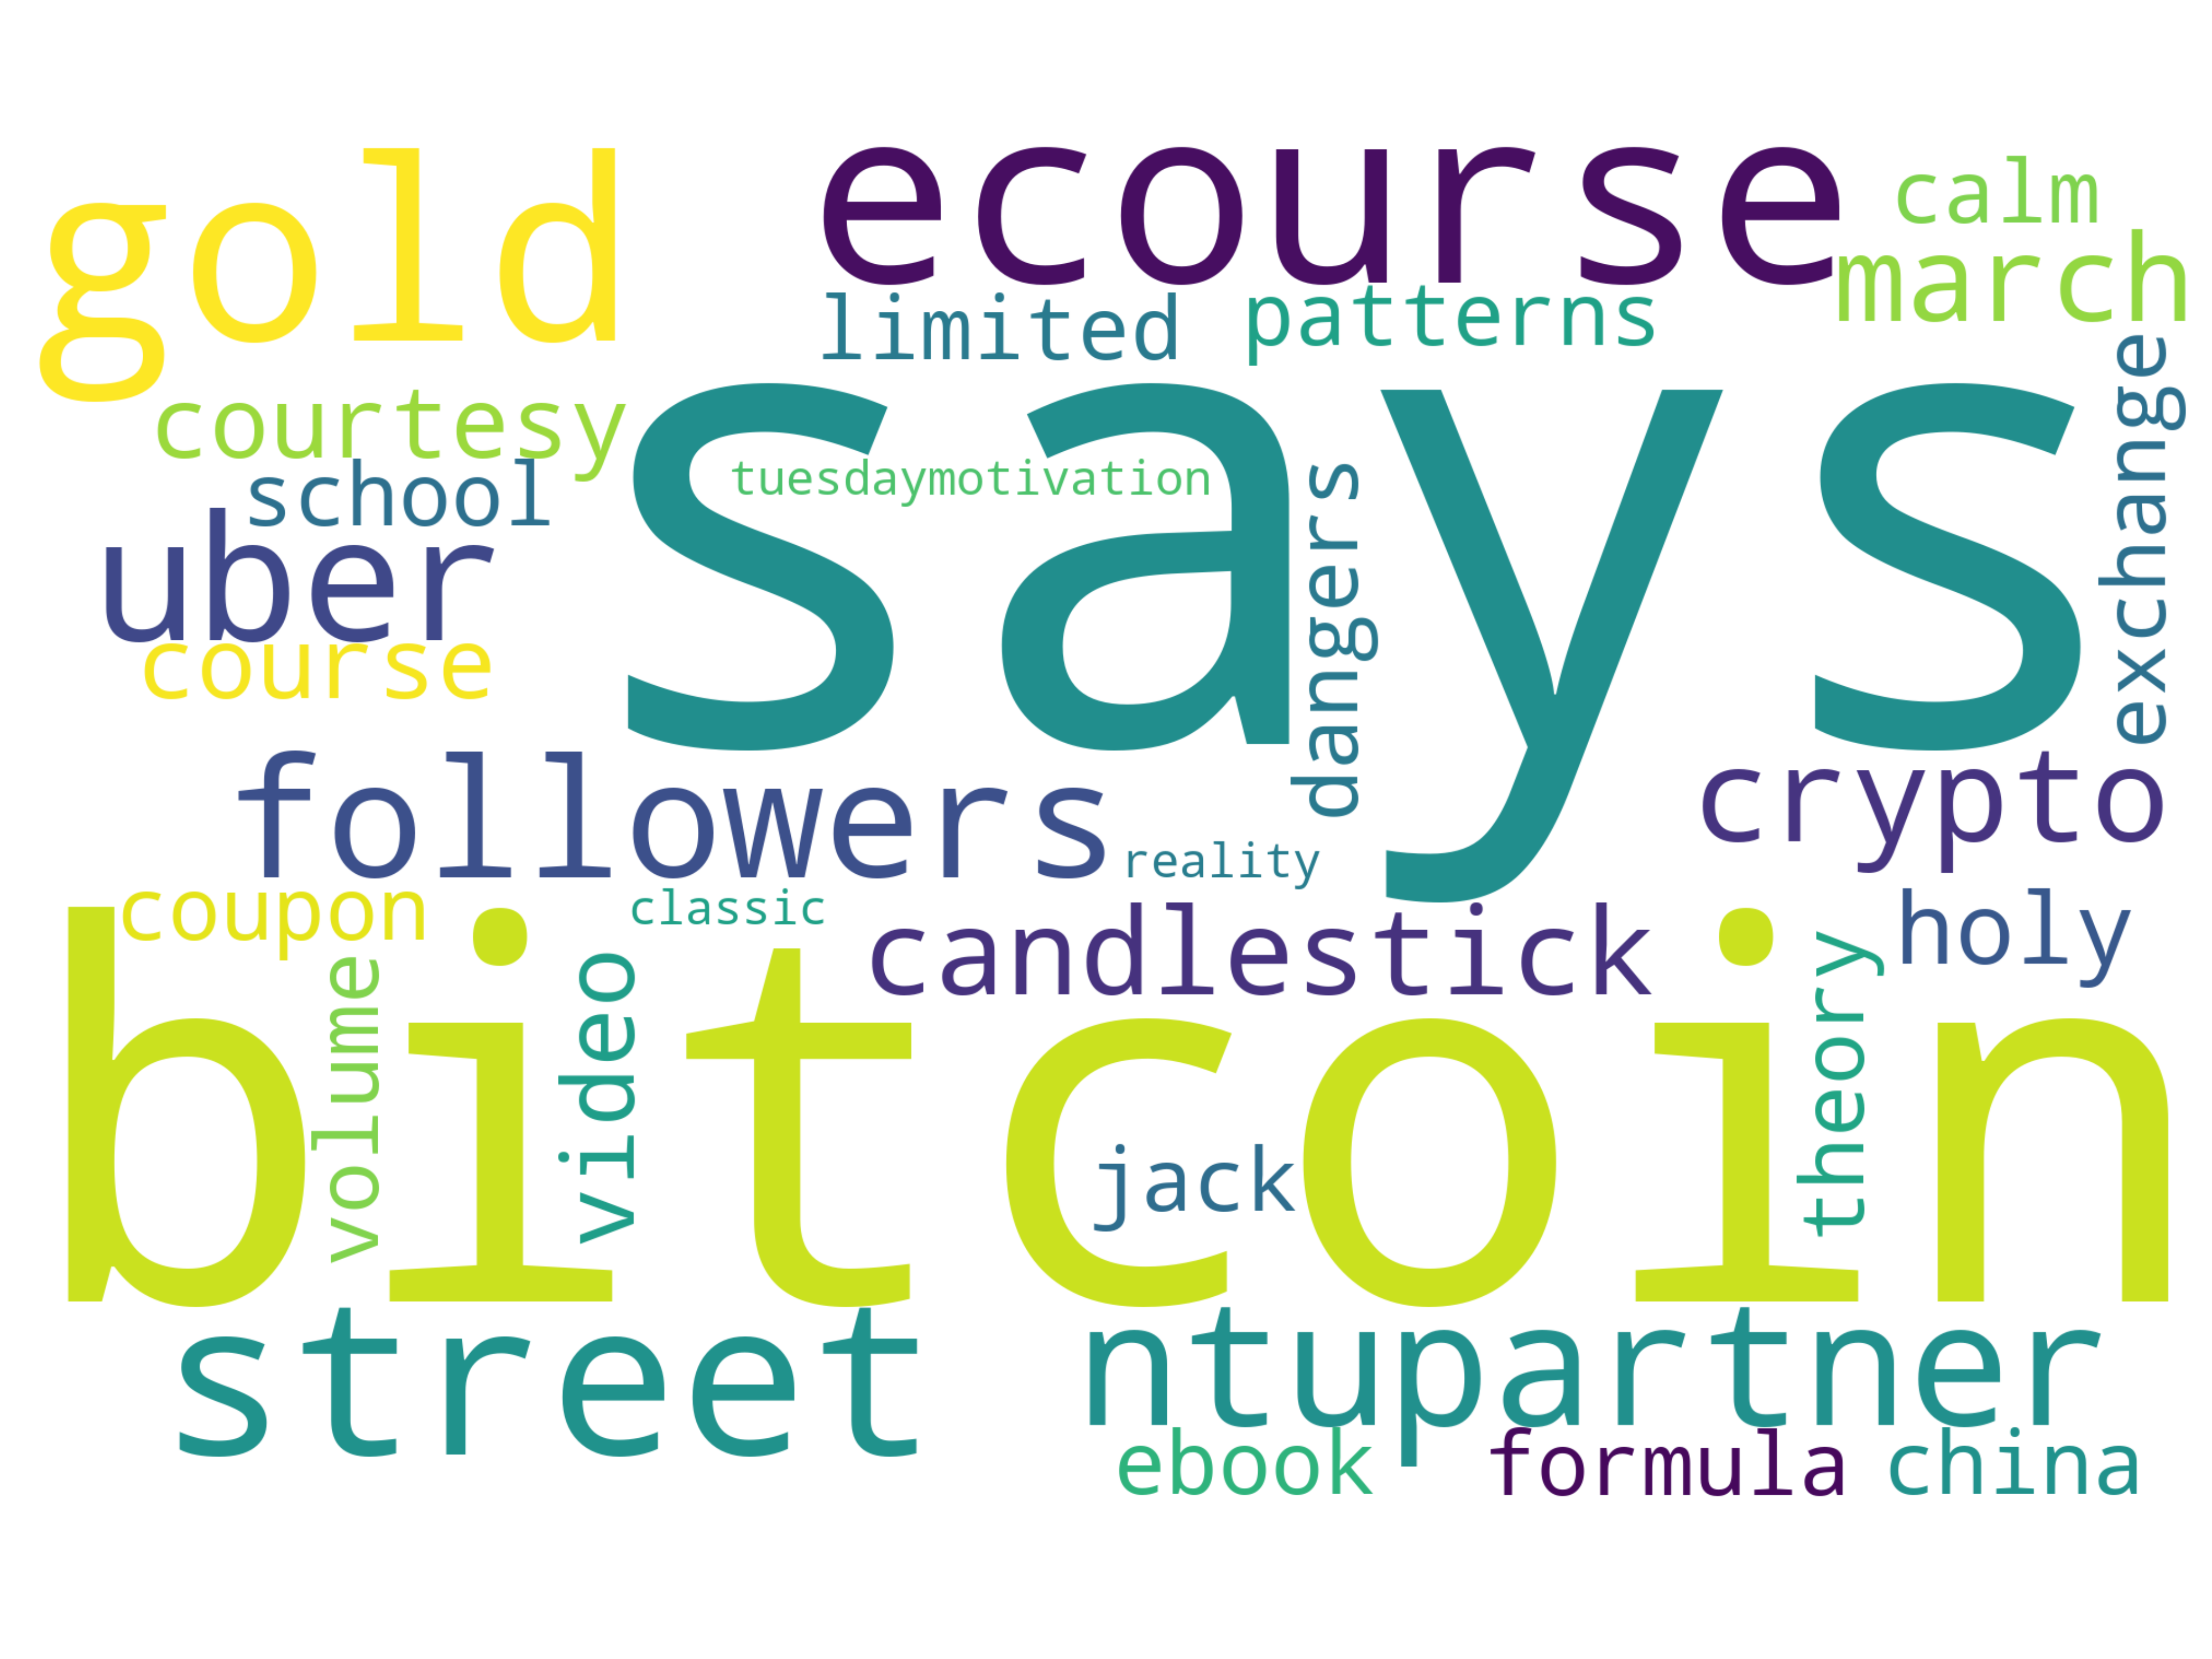 gold
ecourse
calm
march
limited
patterns
courtesy
says
exchange
school
tuesdaymotivation
dangers
uber
course
followers
crypto
reality
coupon
classic
candlestick
holy
bitcoin
volume
video
theory
jack
street
ntupartner
ebook
formula
china